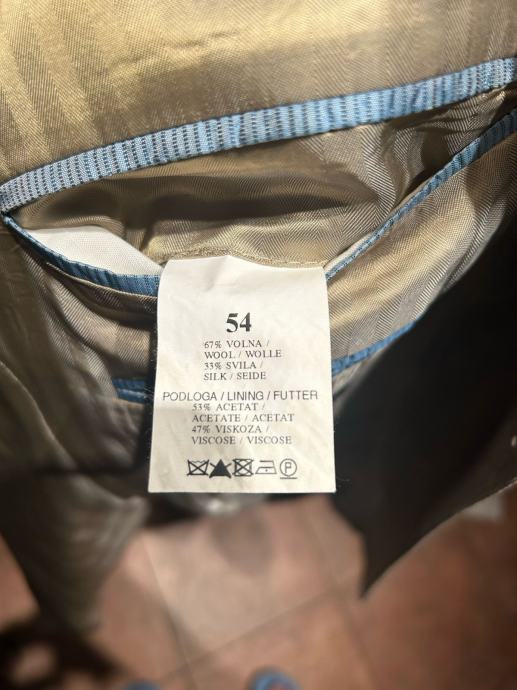 54
67% VOLNA /
WOOL / WOLLE
33% SVILA /
SILK / SEIDE
PODLOGA / LINING / FUTTER
53% ACETAT /
ACETATE / ACETAT
47% VISKOZA /
VISCOSE / VISCOSE
P